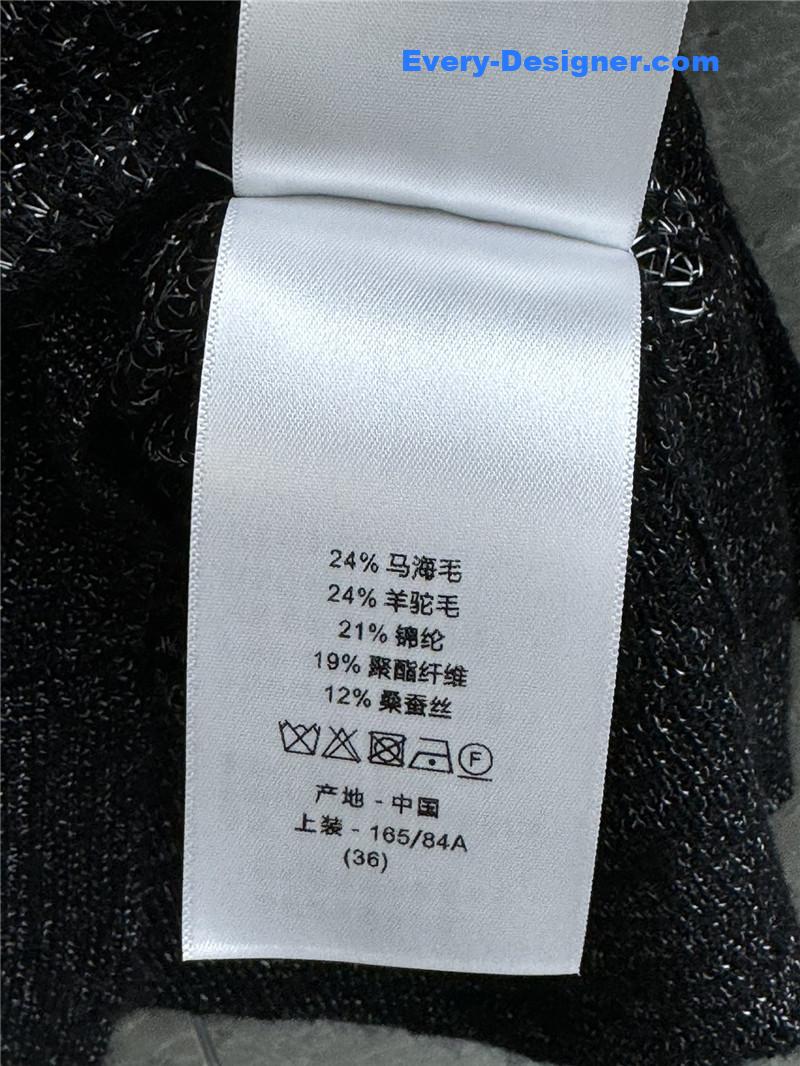 Every-Designer.com
24% 马海毛
24% 羊驼毛
21% 锦纶
19% 聚酯纤维
12% 桑蚕丝
F
产地 - 中国
上装 - 165/84A
(36)